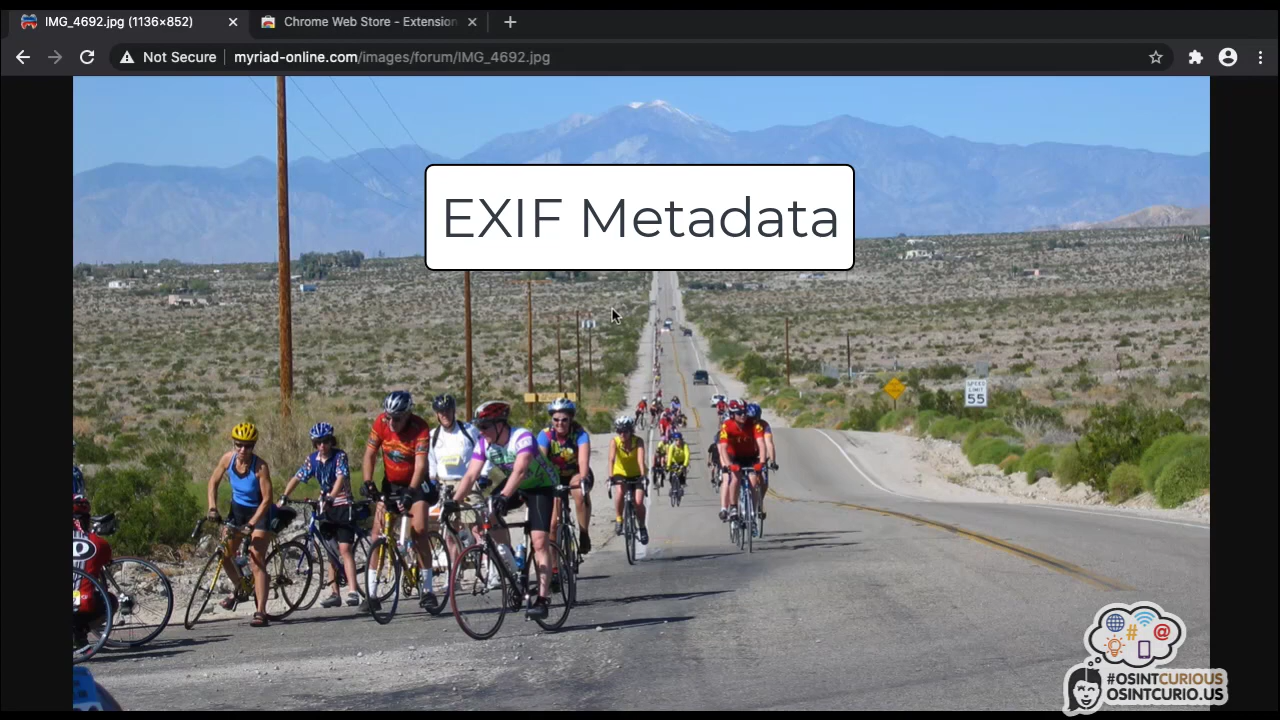 IMG_4692.jpg (1136×852)
Chrome Web Store - Extension
Not Secure
myriad-online.com/images/forum/IMG_4692.jpg
EXIF Metadata
SPEED
LIMIT
55
#
@
#OSINTCURIOUS
OSINTCURIO.US